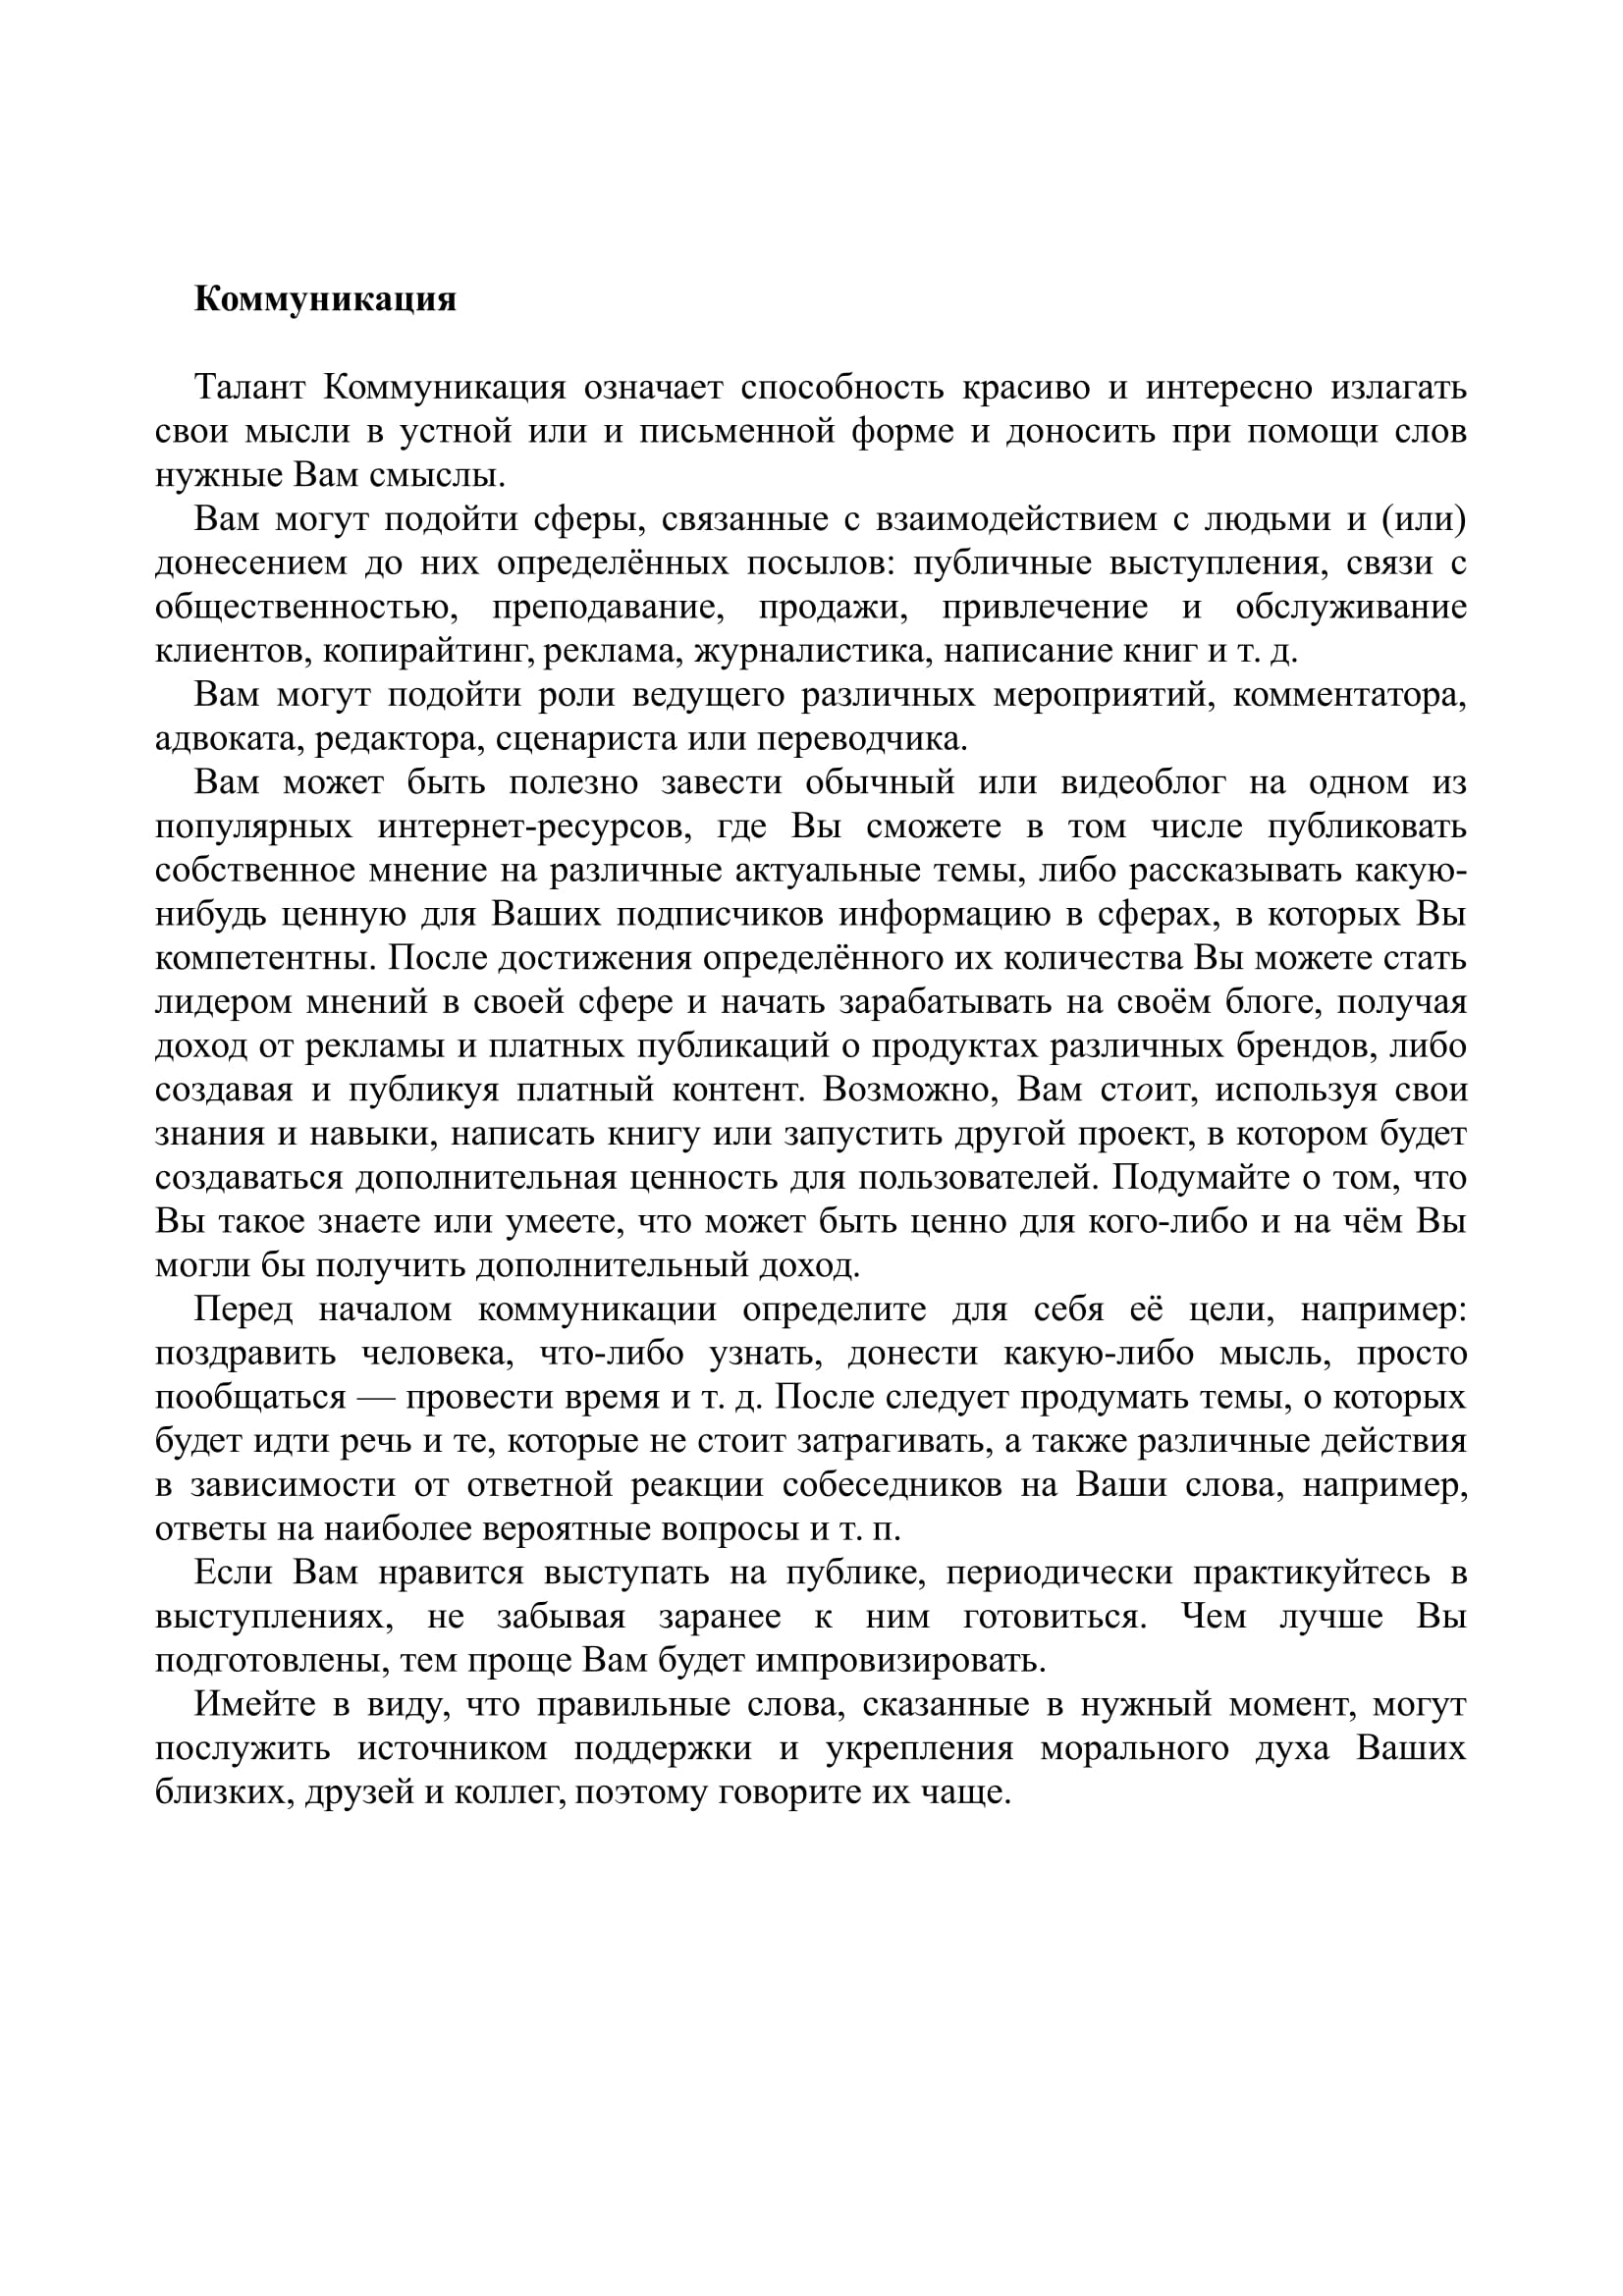 Коммуникация
Талант Коммуникация означает способность красиво и интересно излагать
свои мысли в устной или и письменной форме и доносить при помощи слов
нужные Вам смыслы.
Вам могут подойти сферы, связанные с взаимодействием с людьми и (или)
донесением до них определённых посылов: публичные выступления, связи с
общественностью, преподавание, продажи, привлечение и обслуживание
клиентов, копирайтинг, реклама, журналистика, написание книг и т. д.
Вам могут подойти роли ведущего различных мероприятий, комментатора,
адвоката, редактора, сценариста или переводчика.
Вам может быть полезно завести обычный или видеоблог на одном из
популярных интернет-ресурсов, где Вы сможете в том числе публиковать
собственное мнение на различные актуальные темы, либо рассказывать какую-
нибудь ценную для Ваших подписчиков информацию в сферах, в которых Вы
компетентны. После достижения определённого их количества Вы можете стать
лидером мнений в своей сфере и начать зарабатывать на своём блоге, получая
доход от рекламы и платных публикаций о продуктах различных брендов, либо
создавая и публикуя платный контент. Возможно, Вам стоит, используя свои
знания и навыки, написать книгу или запустить другой проект, в котором будет
создаваться дополнительная ценность для пользователей. Подумайте о том, что
Вы такое знаете или умеете, что может быть ценно для кого-либо и на чём Вы
могли бы получить дополнительный доход.
Перед началом коммуникации определите для себя её цели, например:
поздравить человека, что-либо узнать, донести какую-либо мысль, просто
пообщаться — провести время и т. д. После следует продумать темы, о которых
будет идти речь и те, которые не стоит затрагивать, а также различные действия
в зависимости от ответной реакции собеседников на Ваши слова, например,
ответы на наиболее вероятные вопросы и т. п.
Если Вам нравится выступать на публике, периодически практикуйтесь в
выступлениях, не забывая заранее к ним готовиться. Чем лучше Вы
подготовлены, тем проще Вам будет импровизировать.
Имейте в виду, что правильные слова, сказанные в нужный момент, могут
послужить источником поддержки и укрепления морального духа Ваших
близких, друзей и коллег, поэтому говорите их чаще.